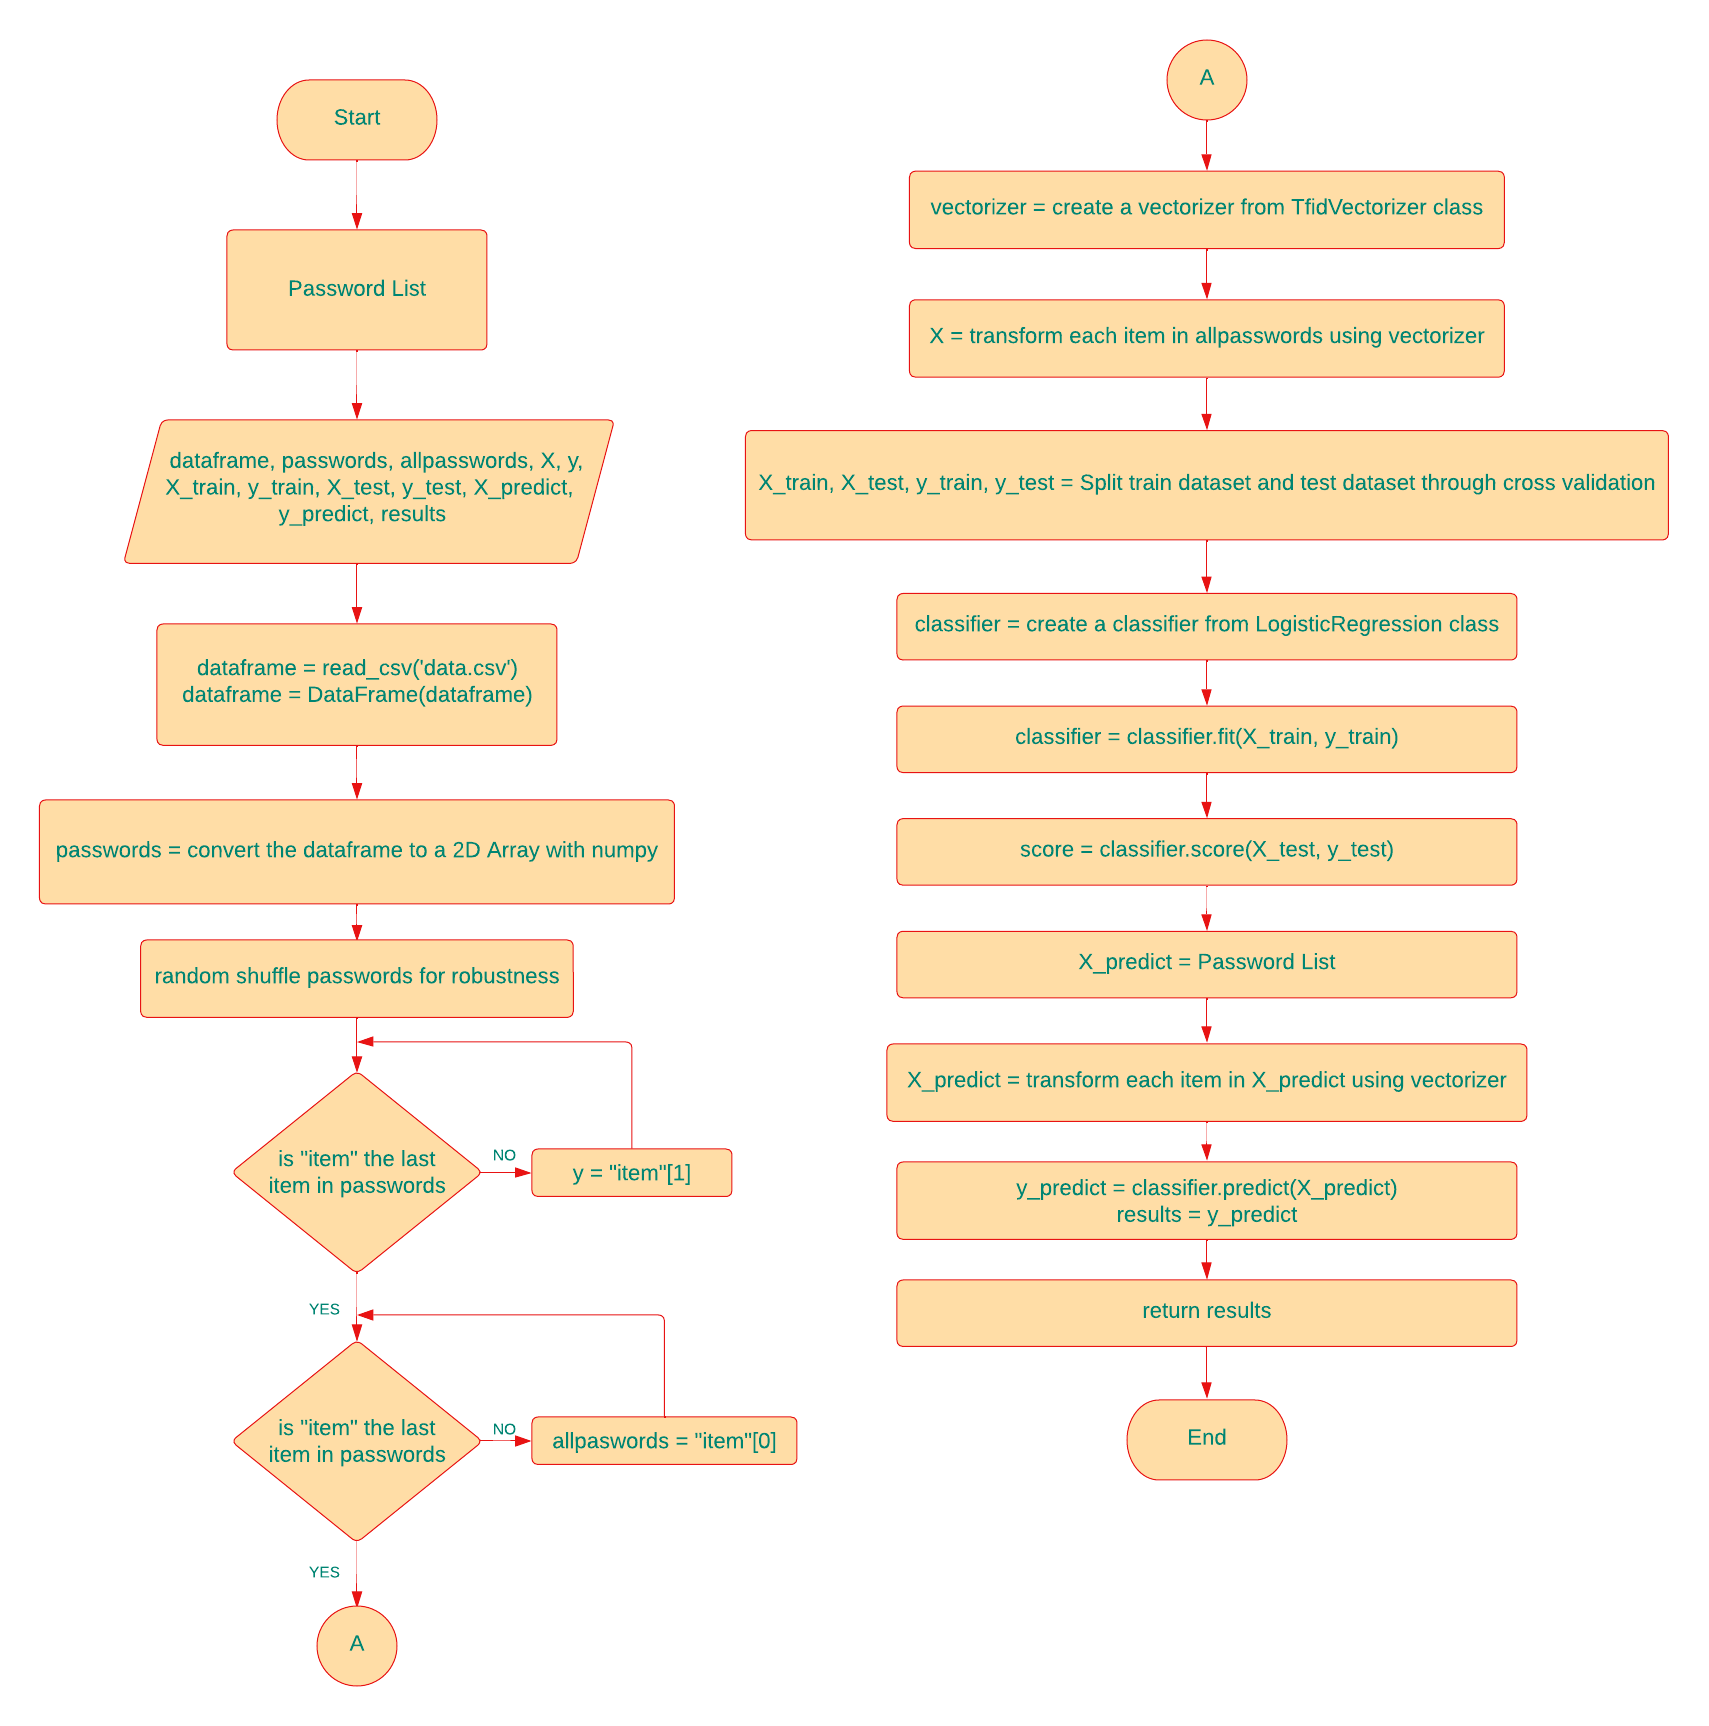 Start
Password List
dataframe, passwords, allpasswords, X, y,
X_train, y_train, X_test, y_test, X_predict,
y_predict, results
dataframe = read_csv('data.csv')
dataframe = DataFrame(dataframe)
passwords = convert the dataframe to a 2D Array with numpy
random shuffle passwords for robustness
is "item" the last
item in passwords
NO
y = "item"[1]
YES
is "item" the last
item in passwords
NO
allpaswords = "item"[0]
YES
A
A
vectorizer = create a vectorizer from TfidVectorizer class
X = transform each item in allpasswords using vectorizer
X_train, X_test, y_train, y_test = Split train dataset and test dataset through cross validation
classifier = create a classifier from LogisticRegression class
classifier = classifier.fit(X_train, y_train)
score = classifier.score(X_test, y_test)
X_predict = Password List
X_predict = transform each item in X_predict using vectorizer
y_predict = classifier.predict(X_predict)
results = y_predict
return results
End